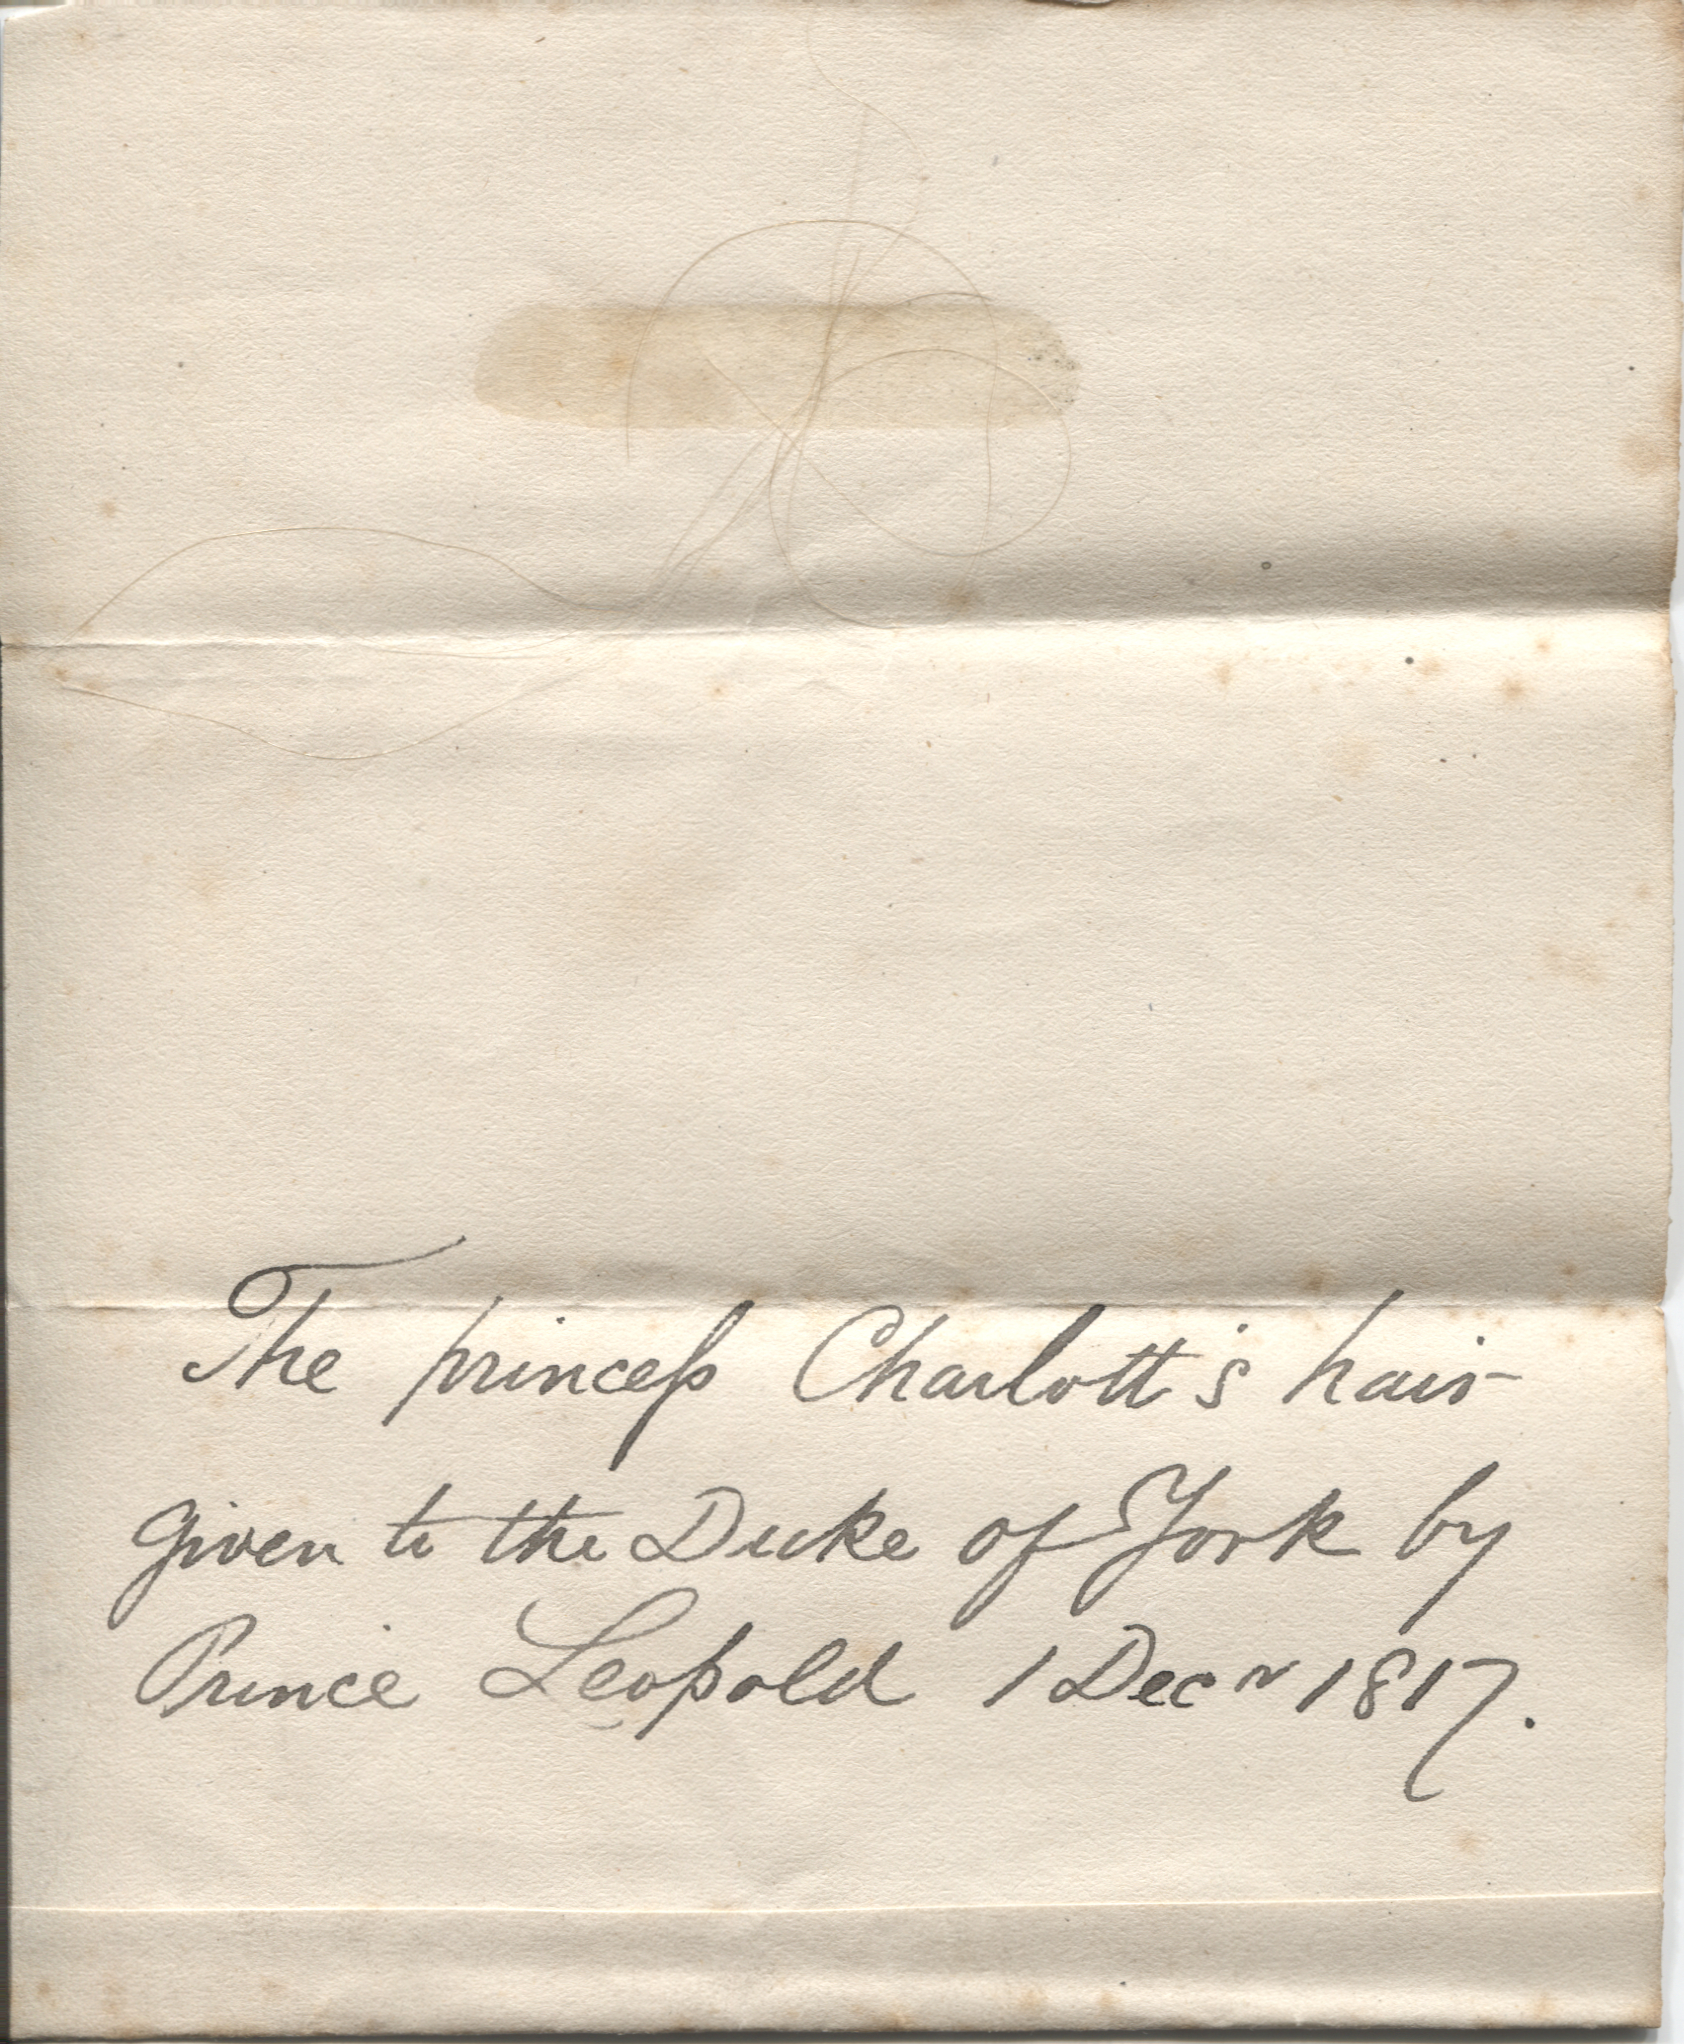 The princeſs Charlott's hair
given to the Duke of York by
Prince Leopold 1 Decr 1817.